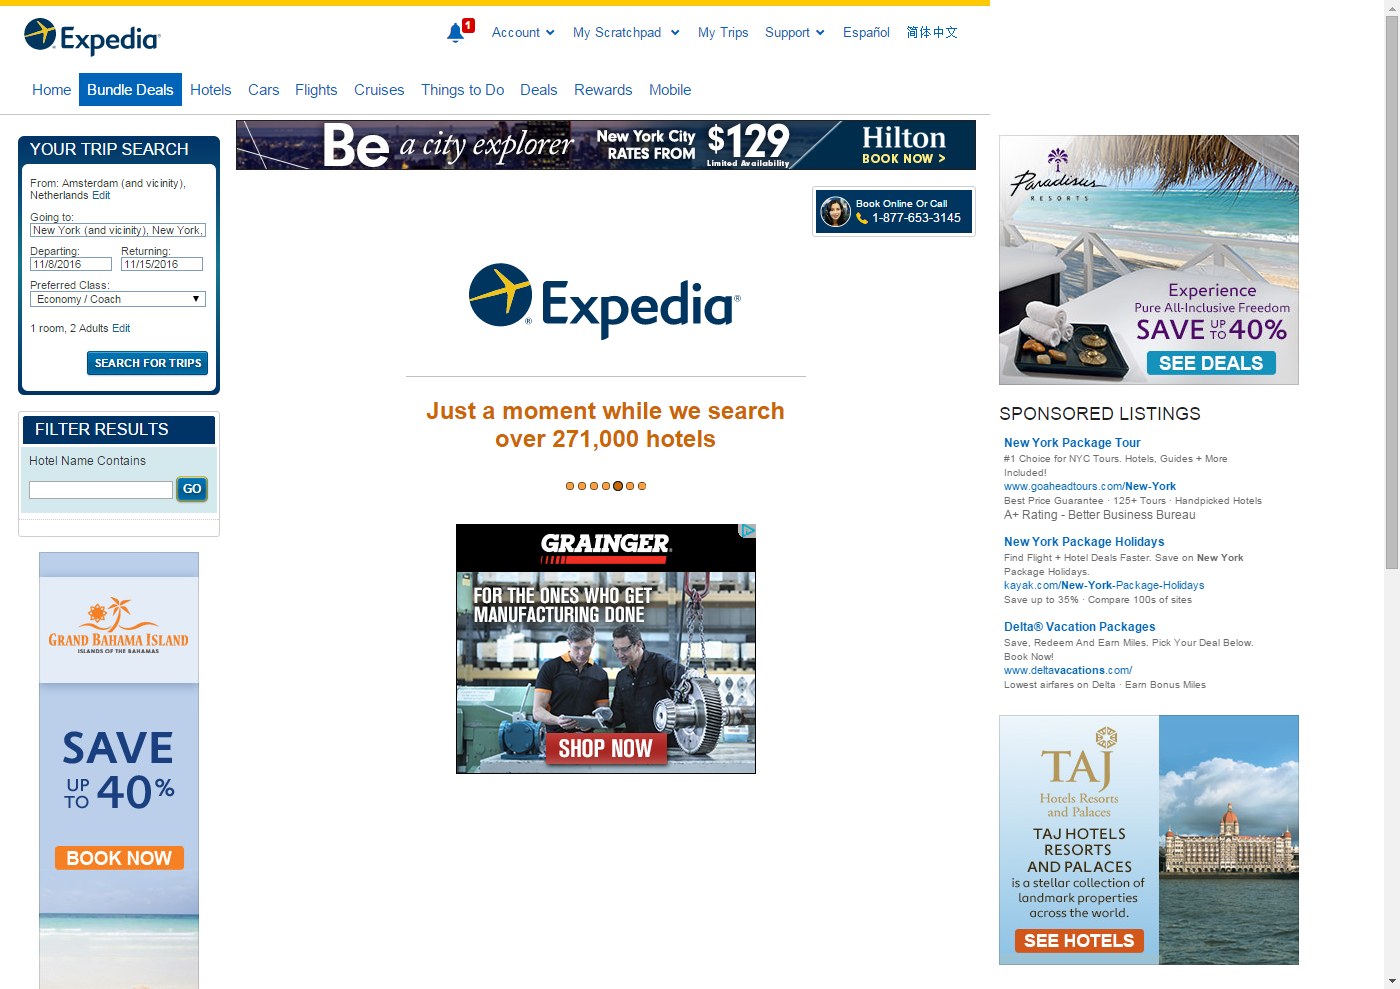 Expedia®
1
Account
My Scratchpad
My Trips
Support
Español
简体中文
Home
Bundle Deals
Hotels
Cars
Flights
Cruises
Things to Do
Deals
Rewards
Mobile
YOUR TRIP SEARCH
From: Amsterdam (and vicinity),
Netherlands Edit
Going to:
New York (and vicinity), New York,
Departing:
Returning:
11/8/2016
11/15/2016
Preferred Class:
Economy / Coach
1 room, 2 Adults Edit
SEARCH FOR TRIPS
FILTER RESULTS
Hotel Name Contains
GO
GRAND BAHAMA ISLAND
ISLANDS OF THE BAHAMAS
SAVE
UP TO 40%
BOOK NOW
Be a city explorer
New York City
RATES FROM
$129
Limited Availability
Hilton
BOOK NOW >
Book Online Or Call
1-877-653-3145
Expedia®
Just a moment while we search
over 271,000 hotels
GRAINGER
FOR THE ONES WHO GET
MANUFACTURING DONE
SHOP NOW
Paradisus
RESORTS
Experience
Pure All-Inclusive Freedom
SAVE UP TO 40%
SEE DEALS
SPONSORED LISTINGS
New York Package Tour
#1 Choice for NYC Tours. Hotels, Guides + More
Included!
www.goaheadtours.com/New-York
Best Price Guarantee · 125+ Tours · Handpicked Hotels
A+ Rating - Better Business Bureau
New York Package Holidays
Find Flight + Hotel Deals Faster. Save on New York
Package Holidays.
kayak.com/New-York-Package-Holidays
Save up to 35% · Compare 100s of sites
Delta® Vacation Packages
Save, Redeem And Earn Miles. Pick Your Deal Below.
Book Now!
www.deltavacations.com/
Lowest airfares on Delta · Earn Bonus Miles
TAJ
Hotels Resorts
and Palaces
TAJ HOTELS
RESORTS
AND PALACES
is a stellar collection of
landmark properties
across the world.
SEE HOTELS